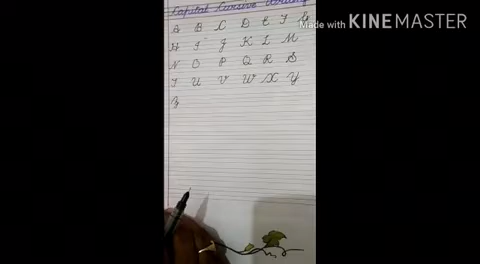 Capital Cursive Writing
Made with KINEMASTER
A B C D E F G
H I J K L M
N O P Q R S
T U V W X Y
Z